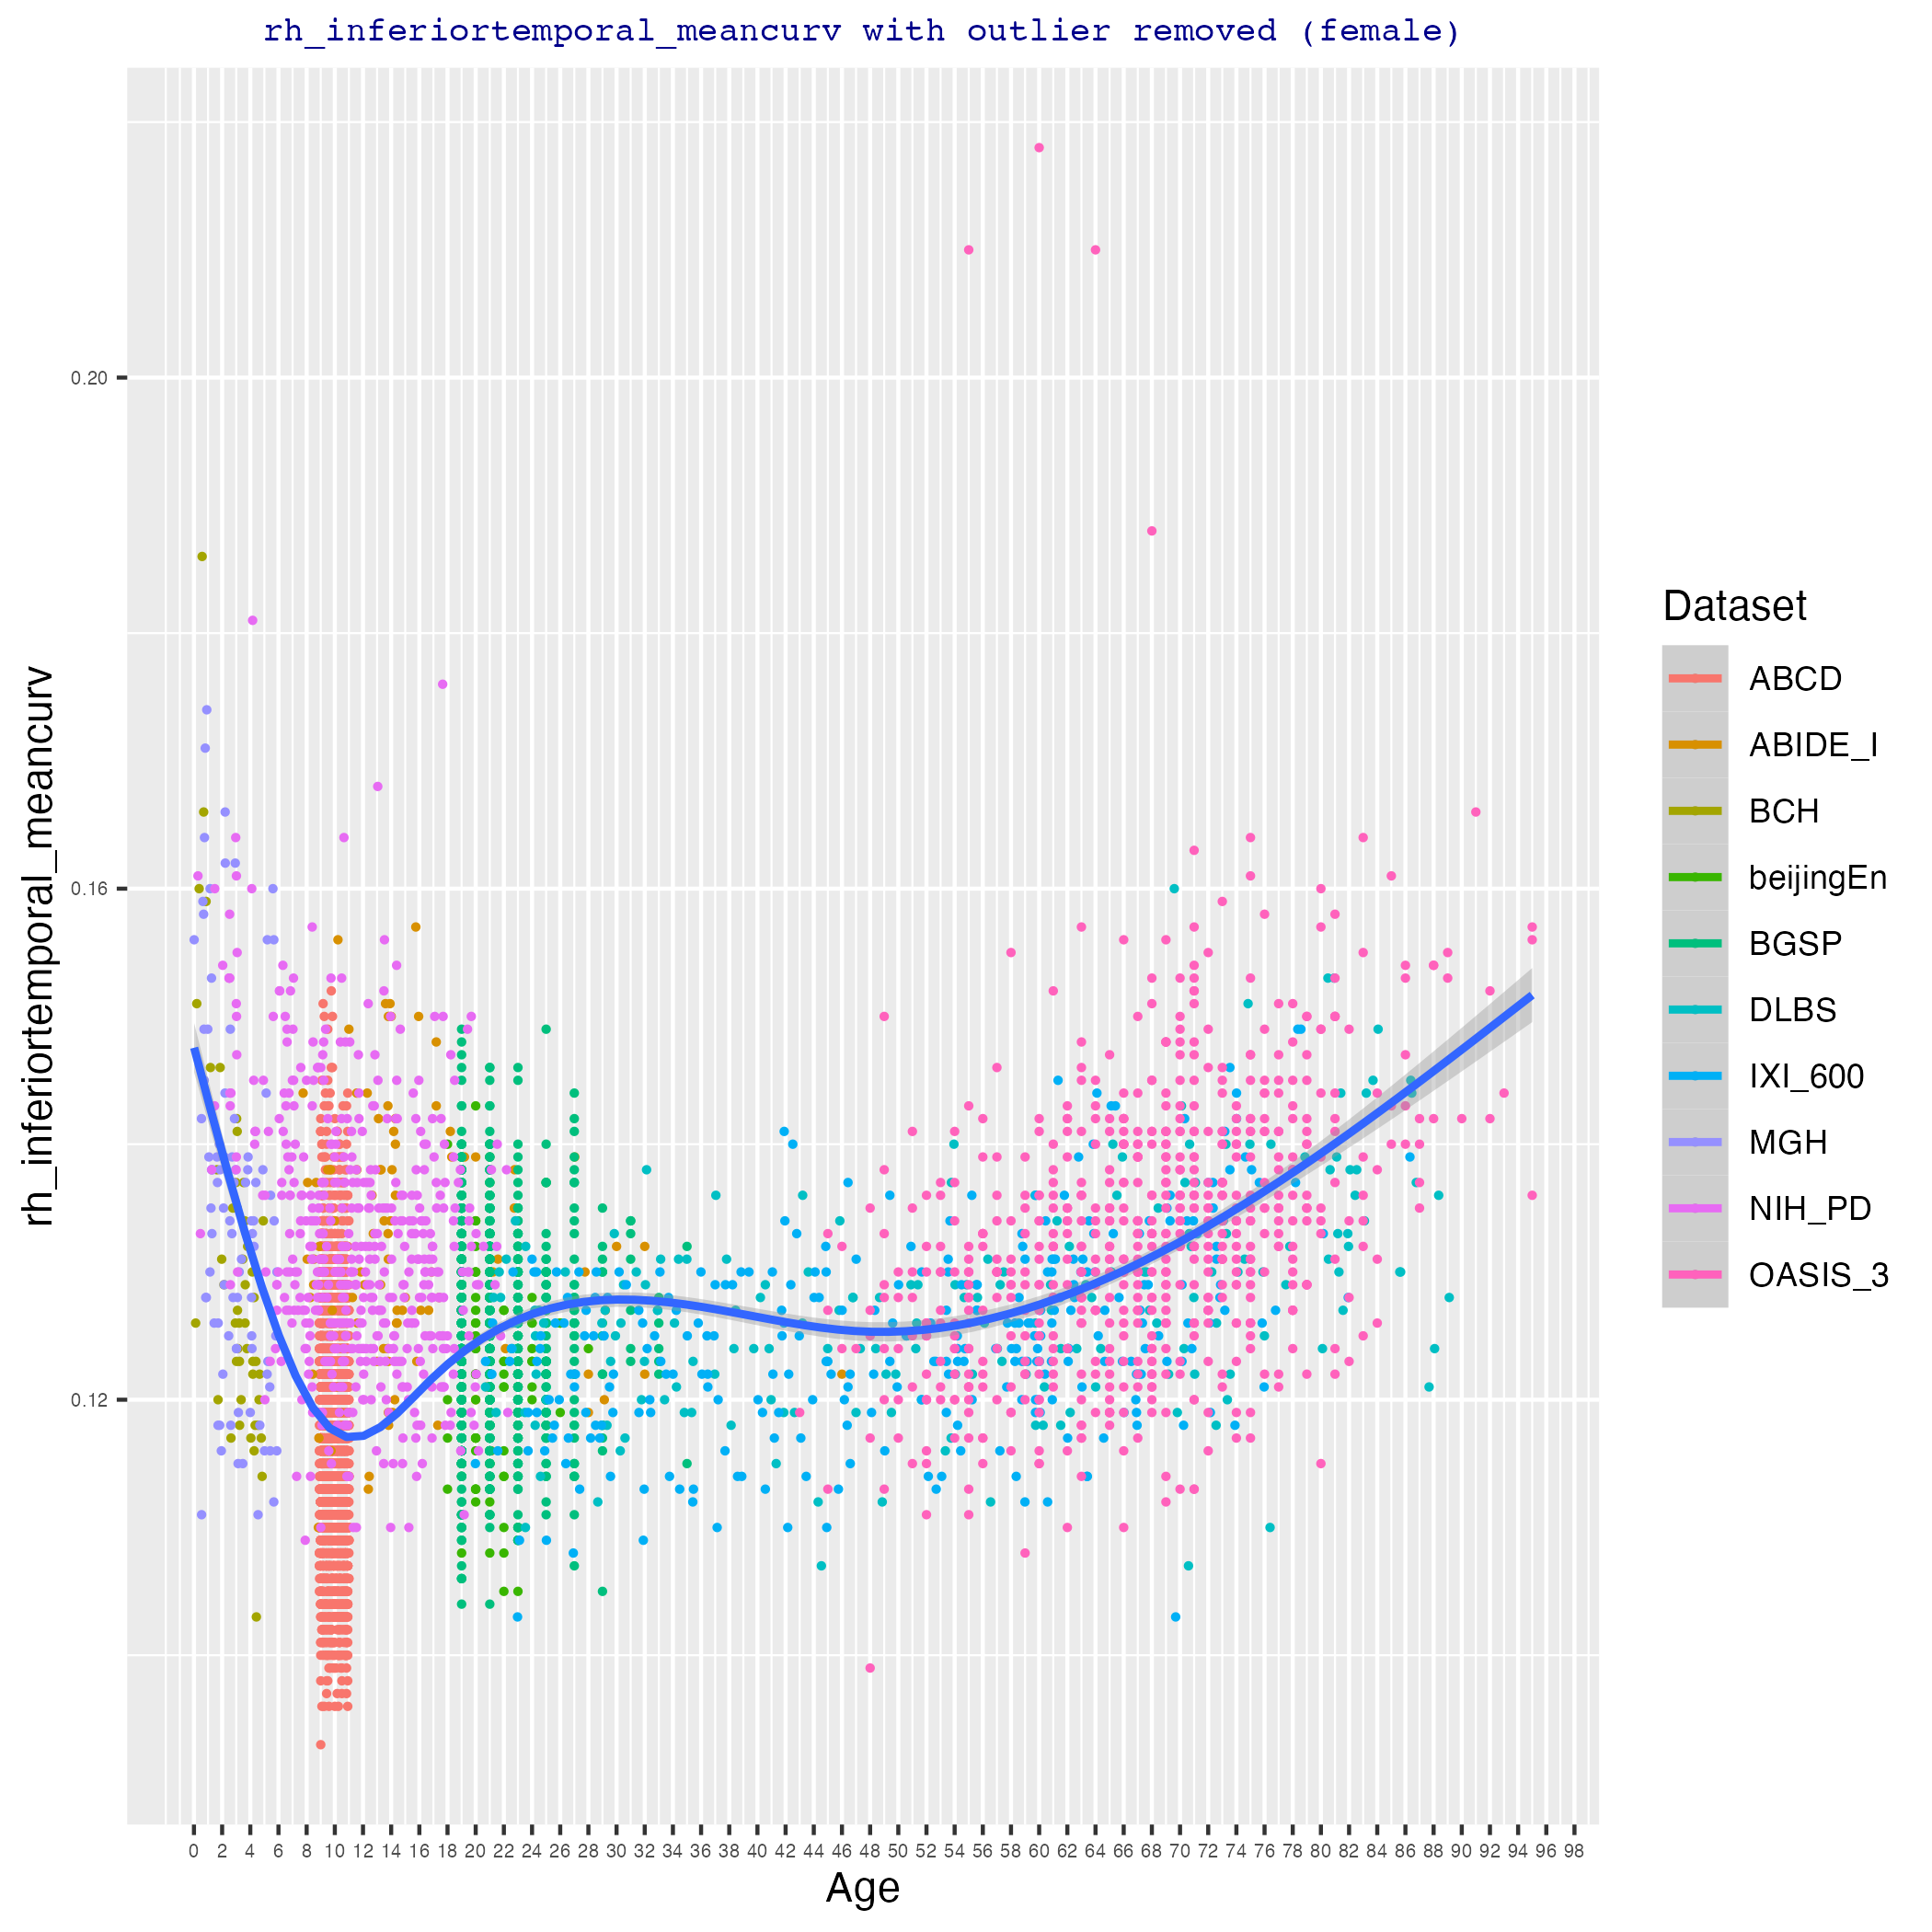 rh_inferiortemporal_meancurv with outlier removed (female)
rh_inferiortemporal_meancurv
0.20
0.16
0.12
0 2 4 6 8 10 12 14 16 18 20 22 24 26 28 30 32 34 36 38 40 42 44 46 48 50 52 54 56 58 60 62 64 66 68 70 72 74 76 78 80 82 84 86 88 90 92 94 96 98
Age
Dataset
ABCD
ABIDE_I
BCH
beijingEn
BGSP
DLBS
IXI_600
MGH
NIH_PD
OASIS_3